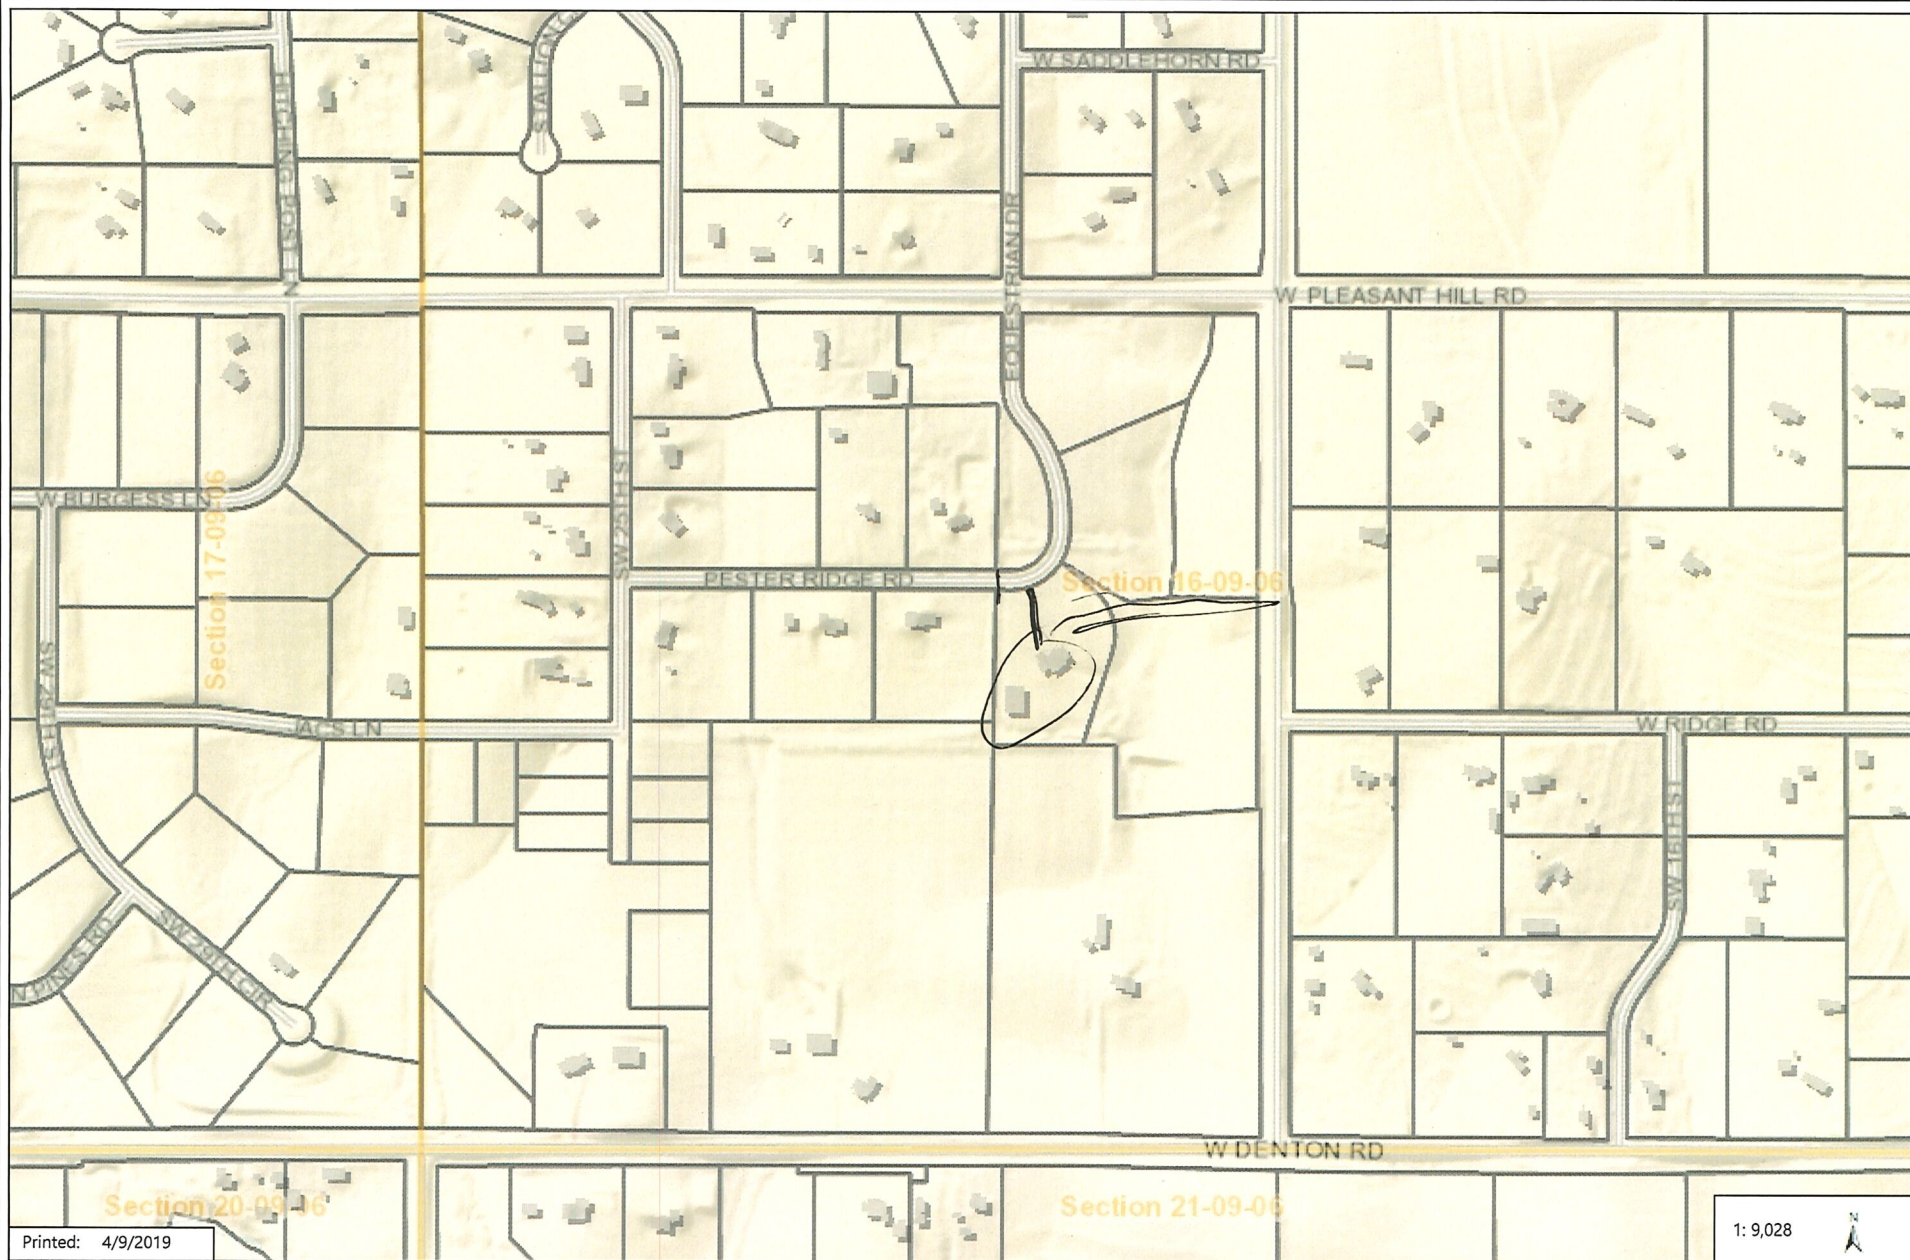 W SADDLEHORN RD
HITCHING POST LN
EQUESTRIAN DR
W PLEASANT HILL RD
SW 25TH ST
W BURGESS LN
Section 17-09-06
PESTER RIDGE RD
Section 16-09-06
SW 29TH ST
JACS LN
W RIDGE RD
SW 16TH ST
SW 29TH CIR
N PINES RD
W DENTON RD
Section 20-09-06
Section 21-09-06
Printed: 4/9/2019
1: 9,028
N